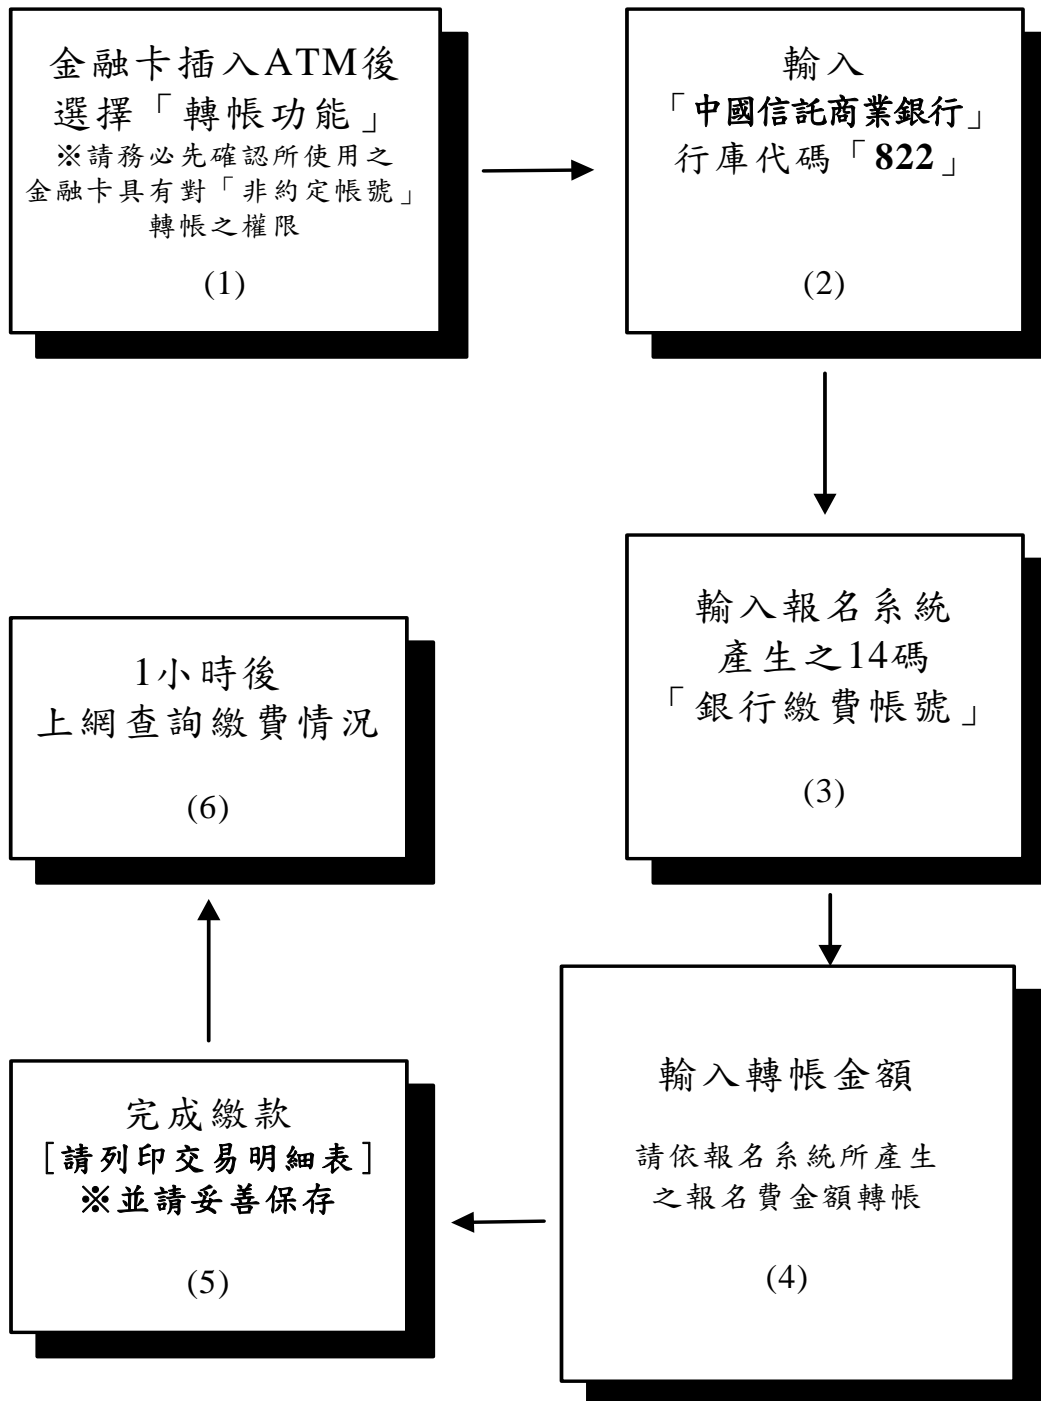 金融卡插入ATM後
選擇「轉帳功能」
※請務必先確認所使用之
金融卡具有對「非約定帳號」
轉帳之權限
(1)
輸入
「中國信託商業銀行」
行庫代碼「822」
(2)
輸入報名系統
產生之14碼
「銀行繳費帳號」
(3)
輸入轉帳金額
請依報名系統所產生
之報名費金額轉帳
(4)
完成繳款
[請列印交易明細表]
※並請妥善保存
(5)
1小時後
上網查詢繳費情況
(6)